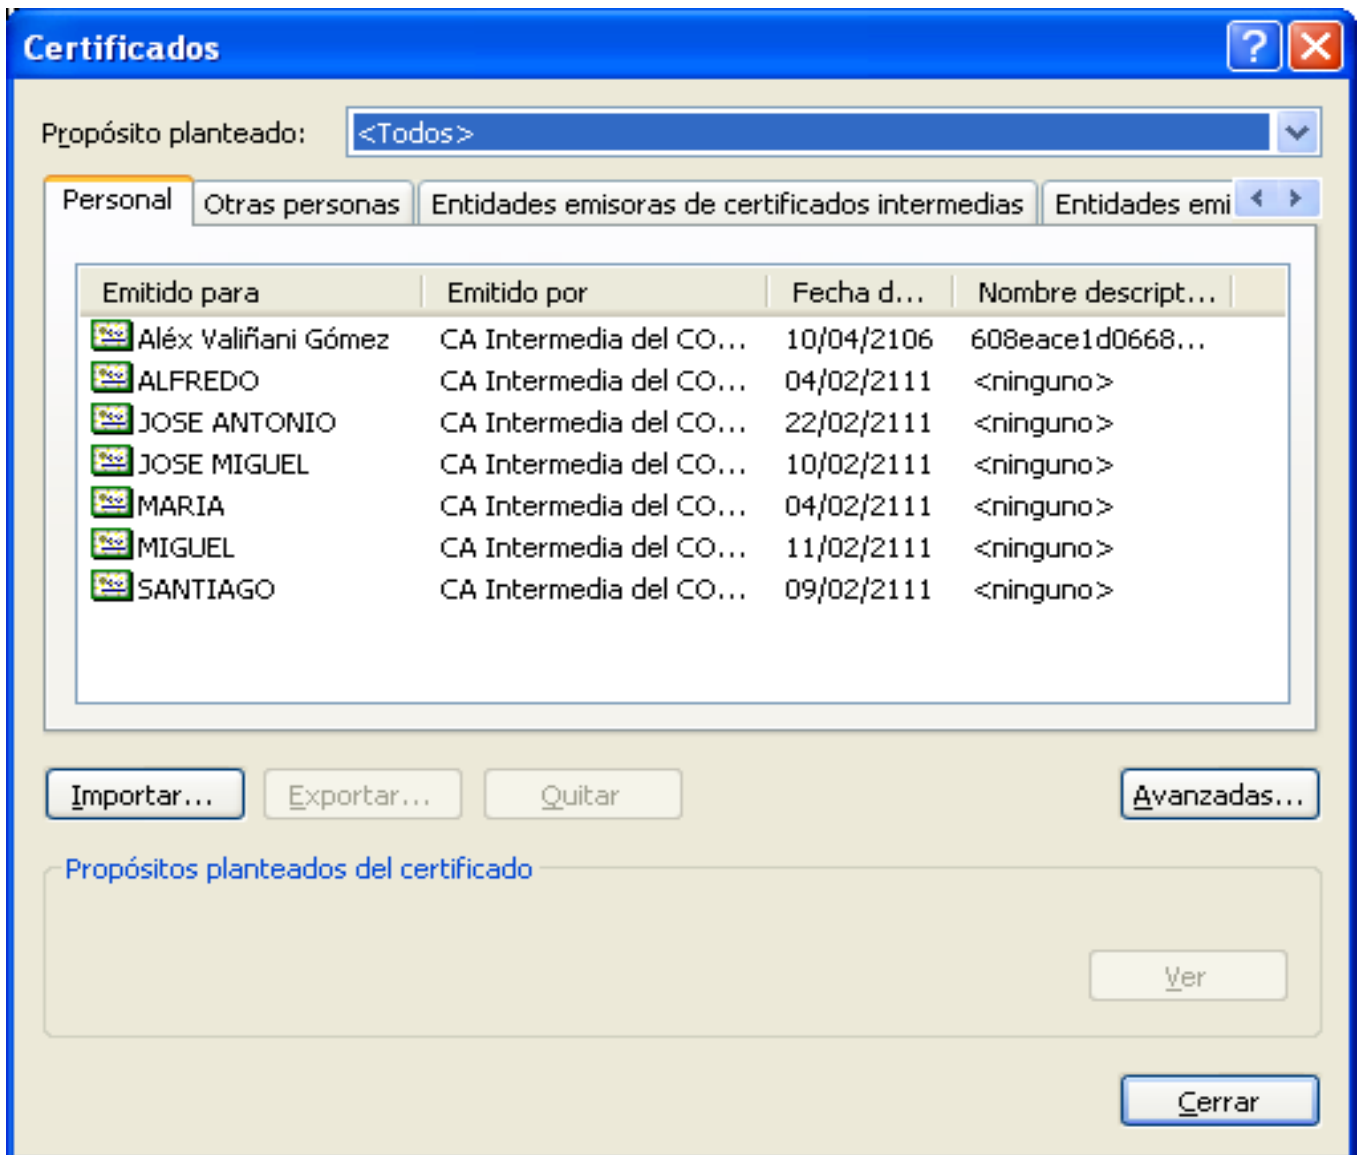 Certificados
Propósito planteado: <Todos>
Personal Otras personas Entidades emisoras de certificados intermedias Entidades emi
Emitido para Emitido por Fecha d... Nombre descript...
Aléx Valiñani Gómez CA Intermedia del CO... 10/04/2106 608eace1d0668...
ALFREDO CA Intermedia del CO... 04/02/2111 <ninguno>
JOSE ANTONIO CA Intermedia del CO... 22/02/2111 <ninguno>
JOSE MIGUEL CA Intermedia del CO... 10/02/2111 <ninguno>
MARIA CA Intermedia del CO... 04/02/2111 <ninguno>
MIGUEL CA Intermedia del CO... 11/02/2111 <ninguno>
SANTIAGO CA Intermedia del CO... 09/02/2111 <ninguno>
Importar... Exportar... Quitar Avanzadas...
Propósitos planteados del certificado
Ver
Cerrar